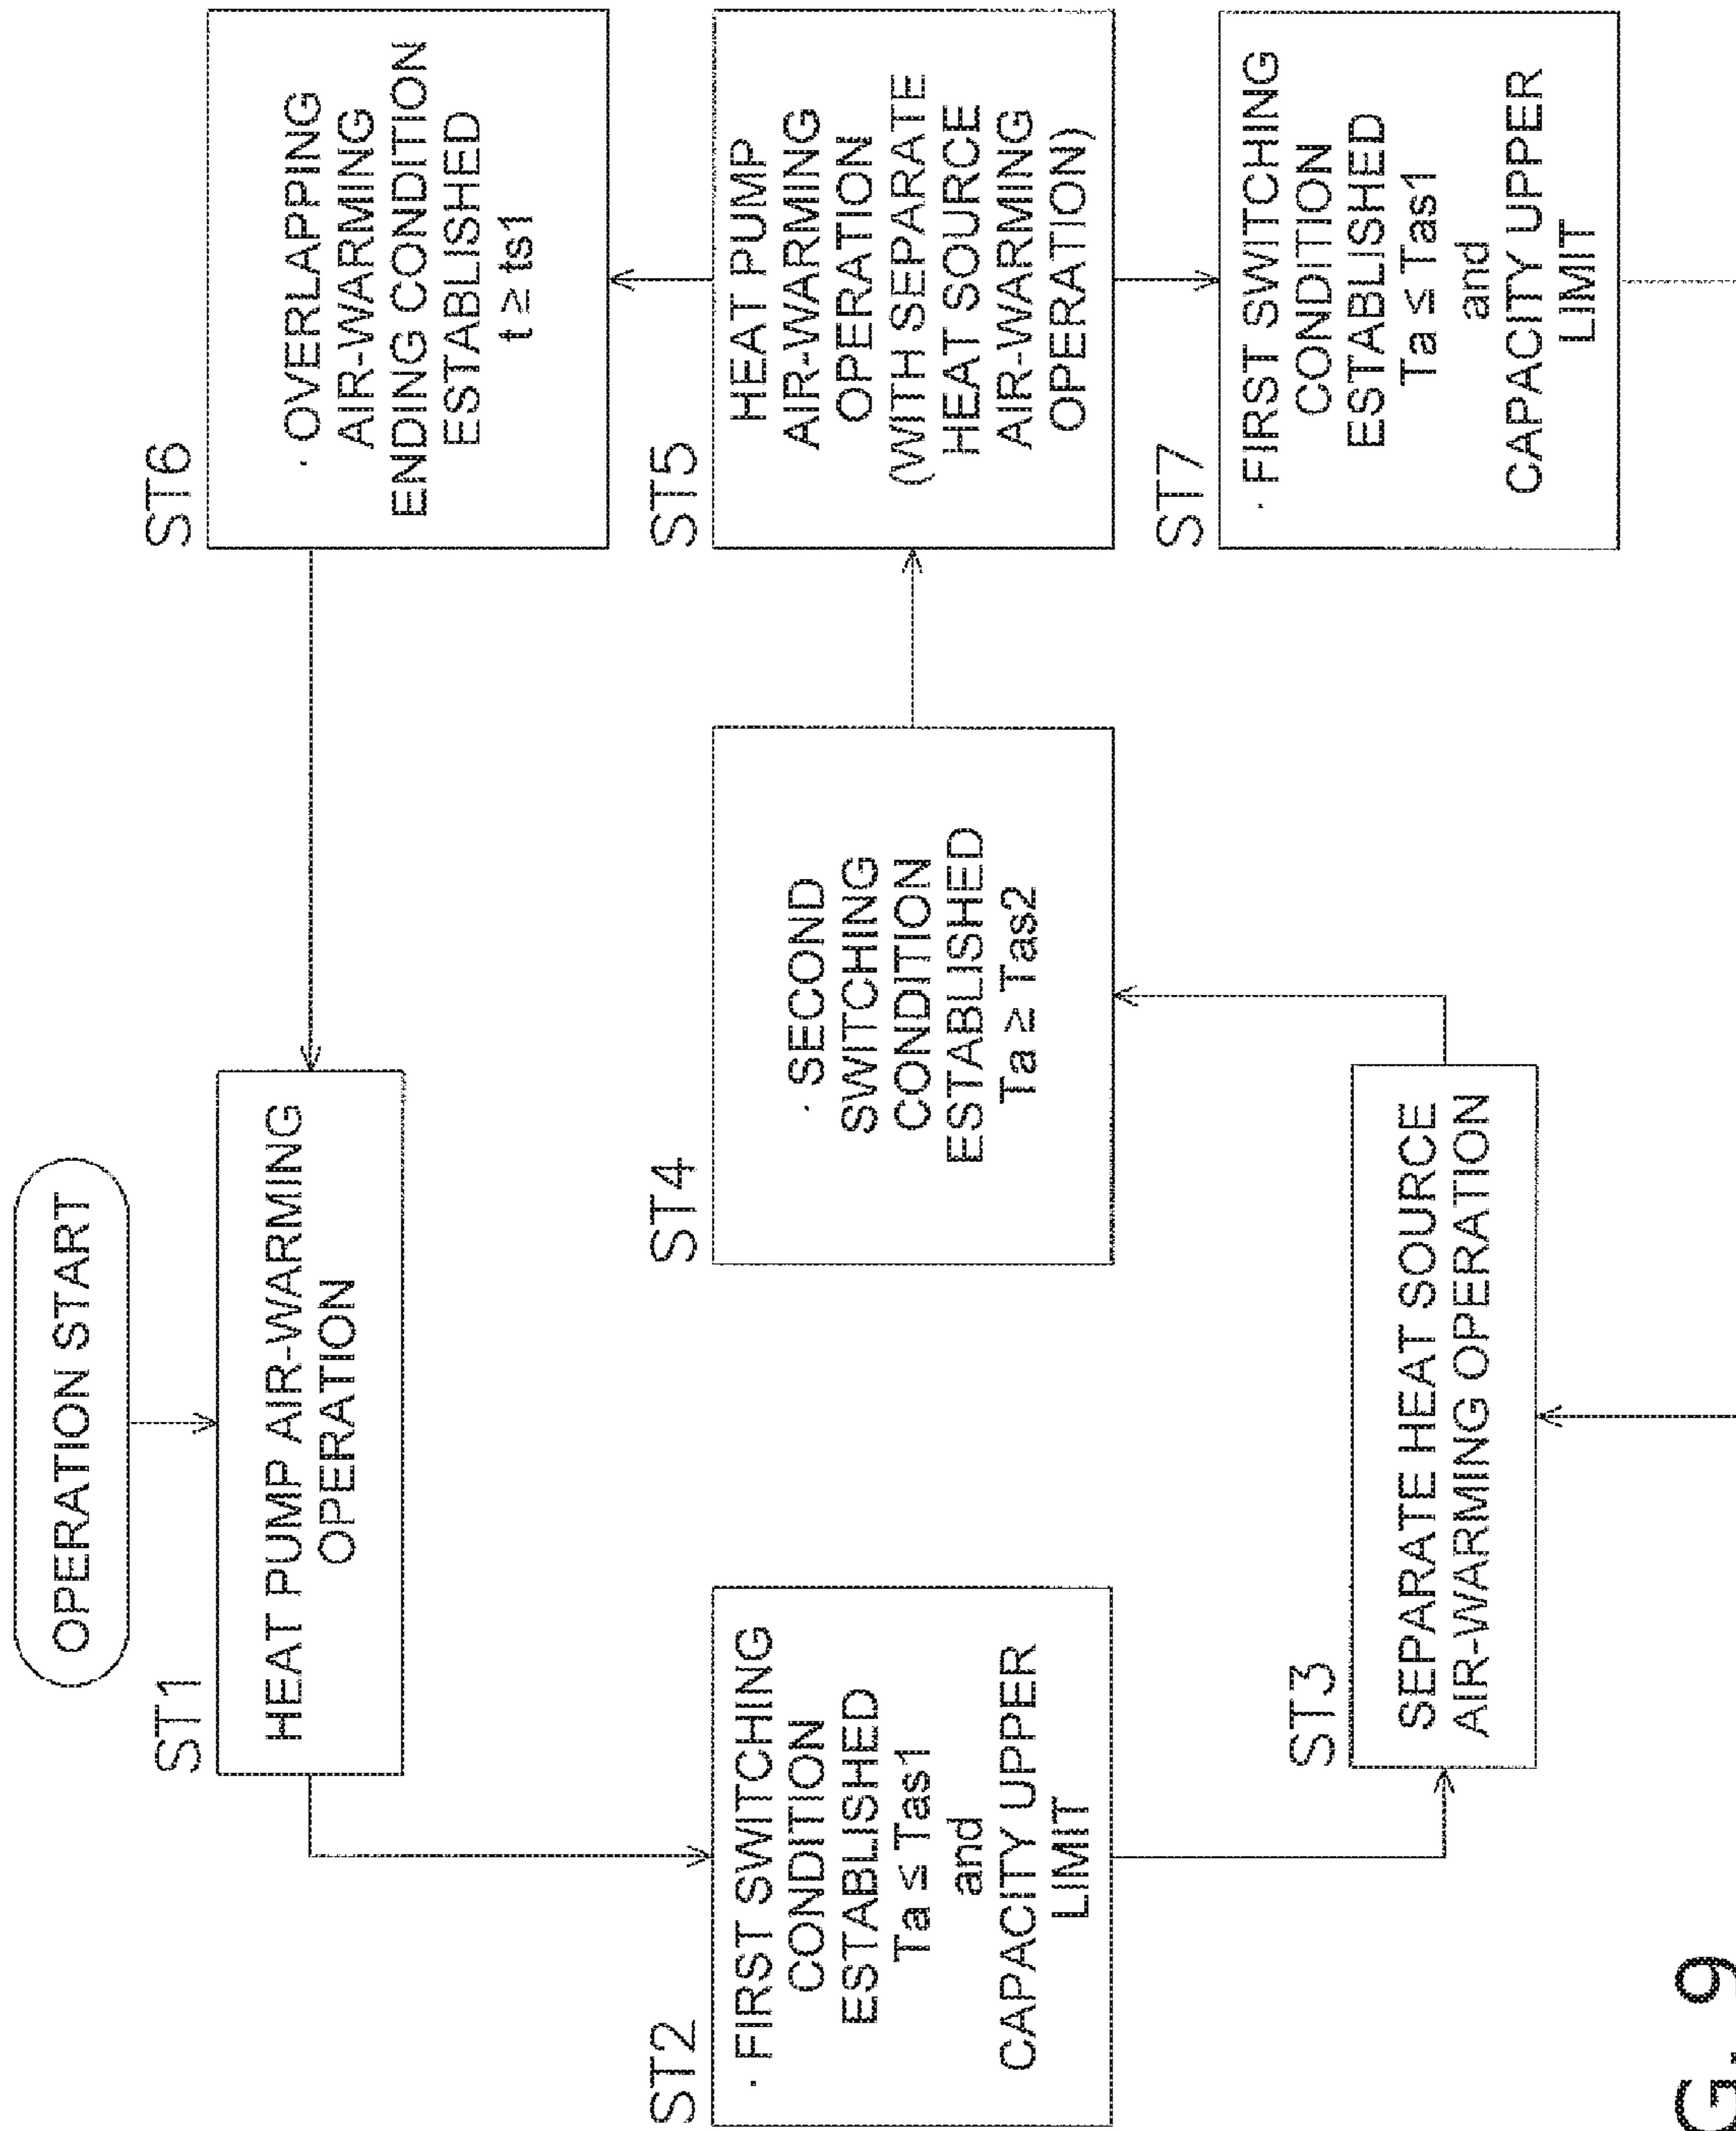 OPERATION START
ST1
HEAT PUMP AIR-WARMING
OPERATION
ST2
· FIRST SWITCHING
CONDITION
ESTABLISHED
Ta ≤ Tas1
and
CAPACITY UPPER
LIMIT
ST3
SEPARATE HEAT SOURCE
AIR-WARMING OPERATION
ST4
· SECOND
SWITCHING
CONDITION
ESTABLISHED
Ta ≥ Tas2
ST5
HEAT PUMP
AIR-WARMING
OPERATION
(WITH SEPARATE
HEAT SOURCE
AIR-WARMING
OPERATION)
ST6
· OVERLAPPING
AIR-WARMING
ENDING CONDITION
ESTABLISHED
t ≥ ts1
ST7
· FIRST SWITCHING
CONDITION
ESTABLISHED
Ta ≤ Tas1
and
CAPACITY UPPER
LIMIT
G. 9